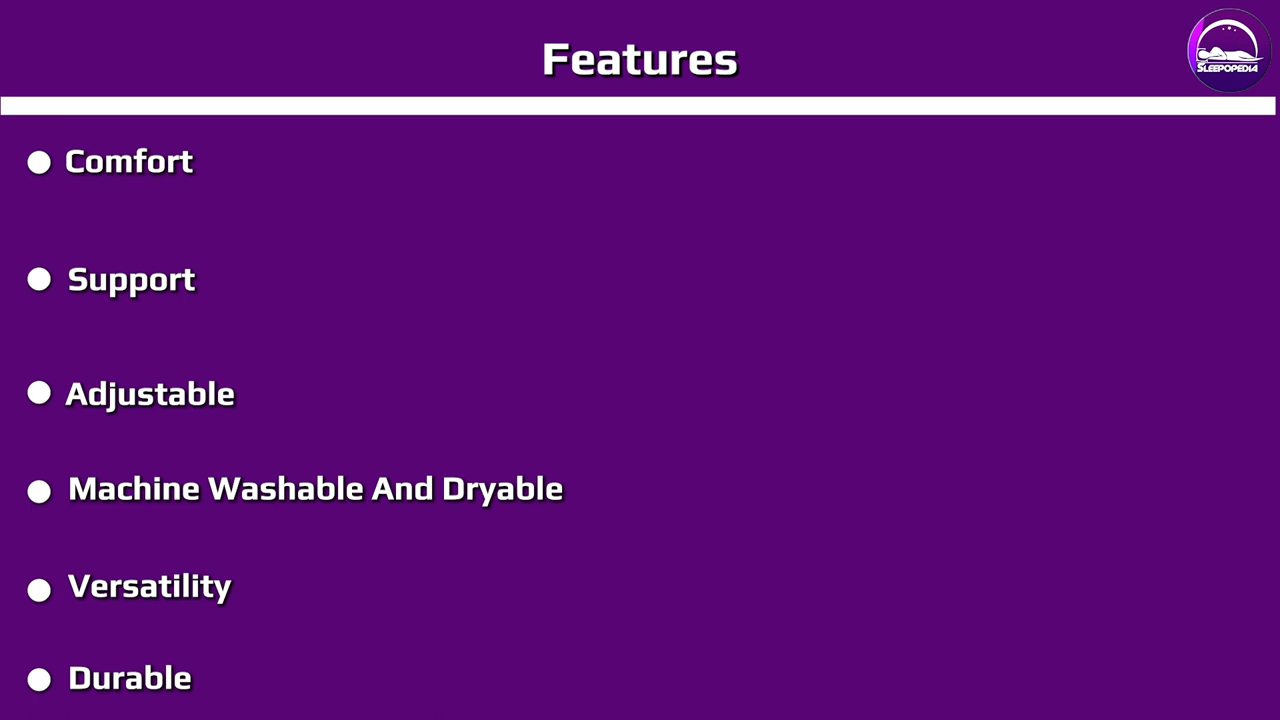 Features
SLEEPOPEDIA
Comfort
Support
Adjustable
Machine Washable And Dryable
Versatility
Durable